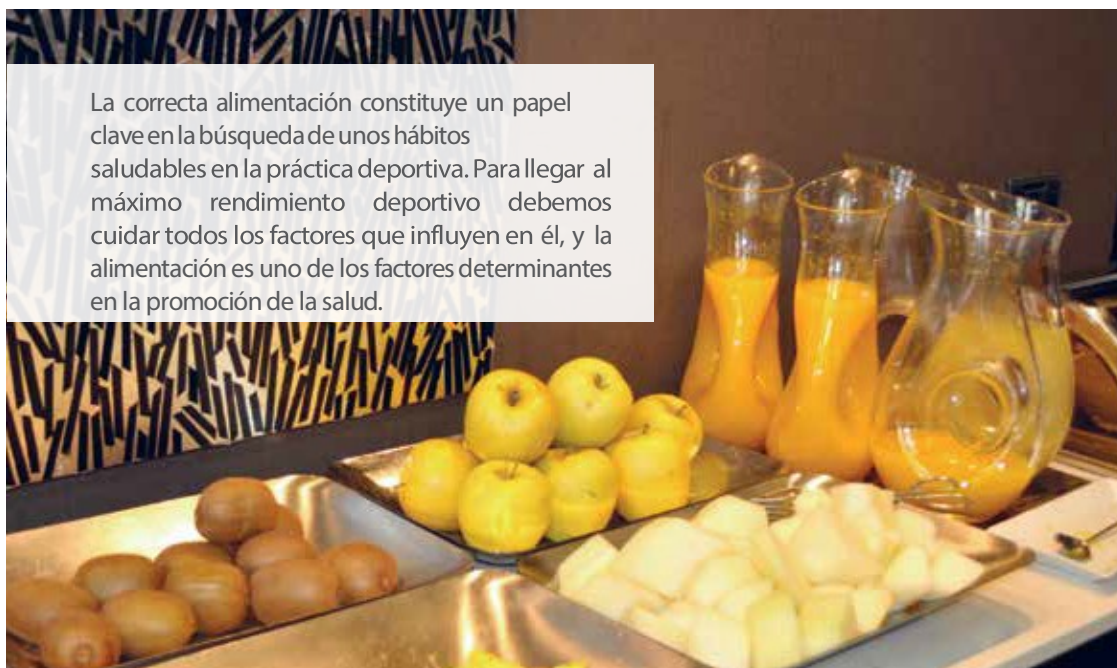 La correcta alimentación constituye un papel
clave en la búsqueda de unos hábitos
saludables en la práctica deportiva. Para llegar al
máximo rendimiento deportivo debemos
cuidar todos los factores que influyen en él, y la
alimentación es uno de los factores determinantes
en la promoción de la salud.